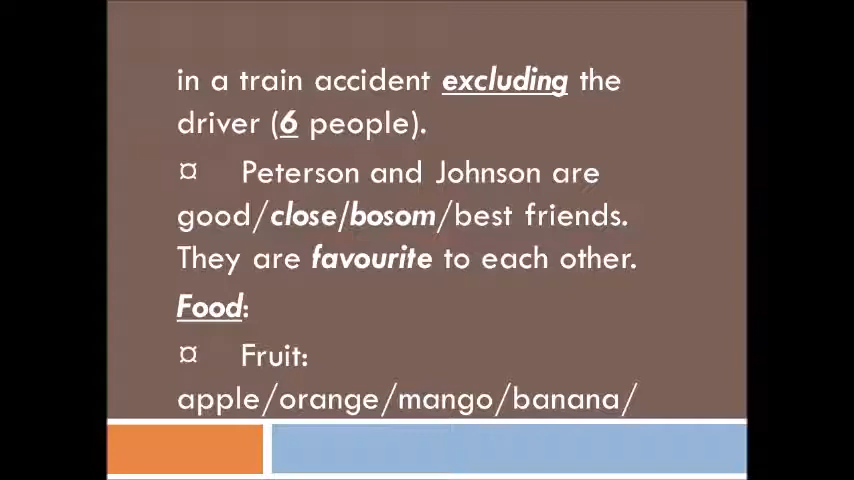 in a train accident excluding the
driver (6 people).
¤ Peterson and Johnson are
good/close/bosom/best friends.
They are favourite to each other.
Food:
¤ Fruit:
apple/orange/mango/banana/